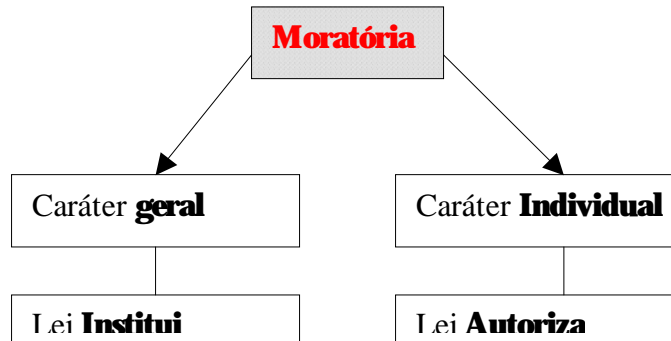 Moratória
Caráter geral
Caráter Individual
Lei Institui
Lei Autoriza